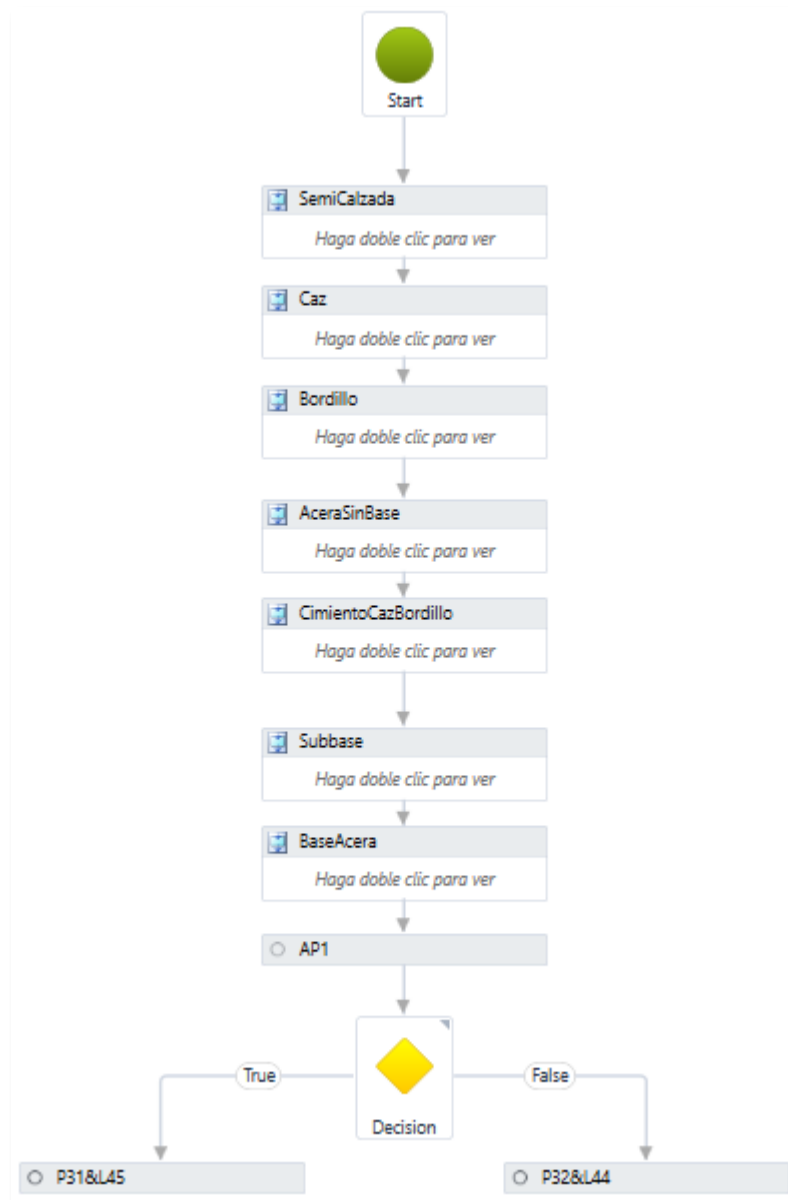 Start
SemiCalzada
Haga doble clic para ver
Caz
Haga doble clic para ver
Bordillo
Haga doble clic para ver
AceraSinBase
Haga doble clic para ver
CimientoCazBordillo
Haga doble clic para ver
Subbase
Haga doble clic para ver
BaseAcera
Haga doble clic para ver
AP1
True
False
Decision
P31&L45
P32&L44